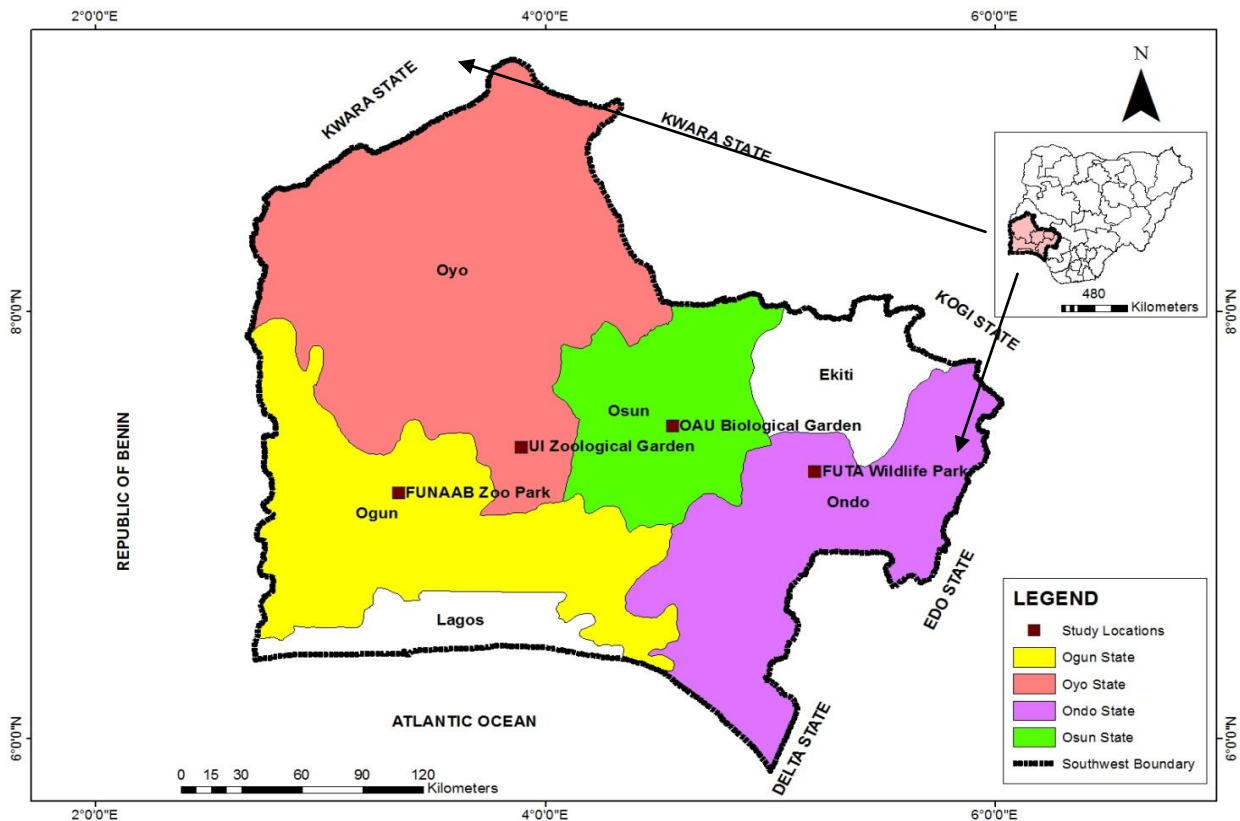 2°0'0"E
4°0'0"E
6°0'0"E
N
KWARA STATE
KWARA STATE
480
Kilometers
Oyo
8°0'0"N
8°0'0"N
KOGI STATE
Ekiti
Osun
OAU Biological Garden
UI Zoological Garden
FUTA Wildlife Park
FUNAAB Zoo Park
Ondo
Ogun
REPUBLIC OF BENIN
EDO STATE
Lagos
LEGEND
Study Locations
Ogun State
Oyo State
Ondo State
Osun State
Southwest Boundary
ATLANTIC OCEAN
DELTA STATE
6°0'0"N
6°0'0"N
0 15 30 60 90 120
Kilometers
2°0'0"E
4°0'0"E
6°0'0"E